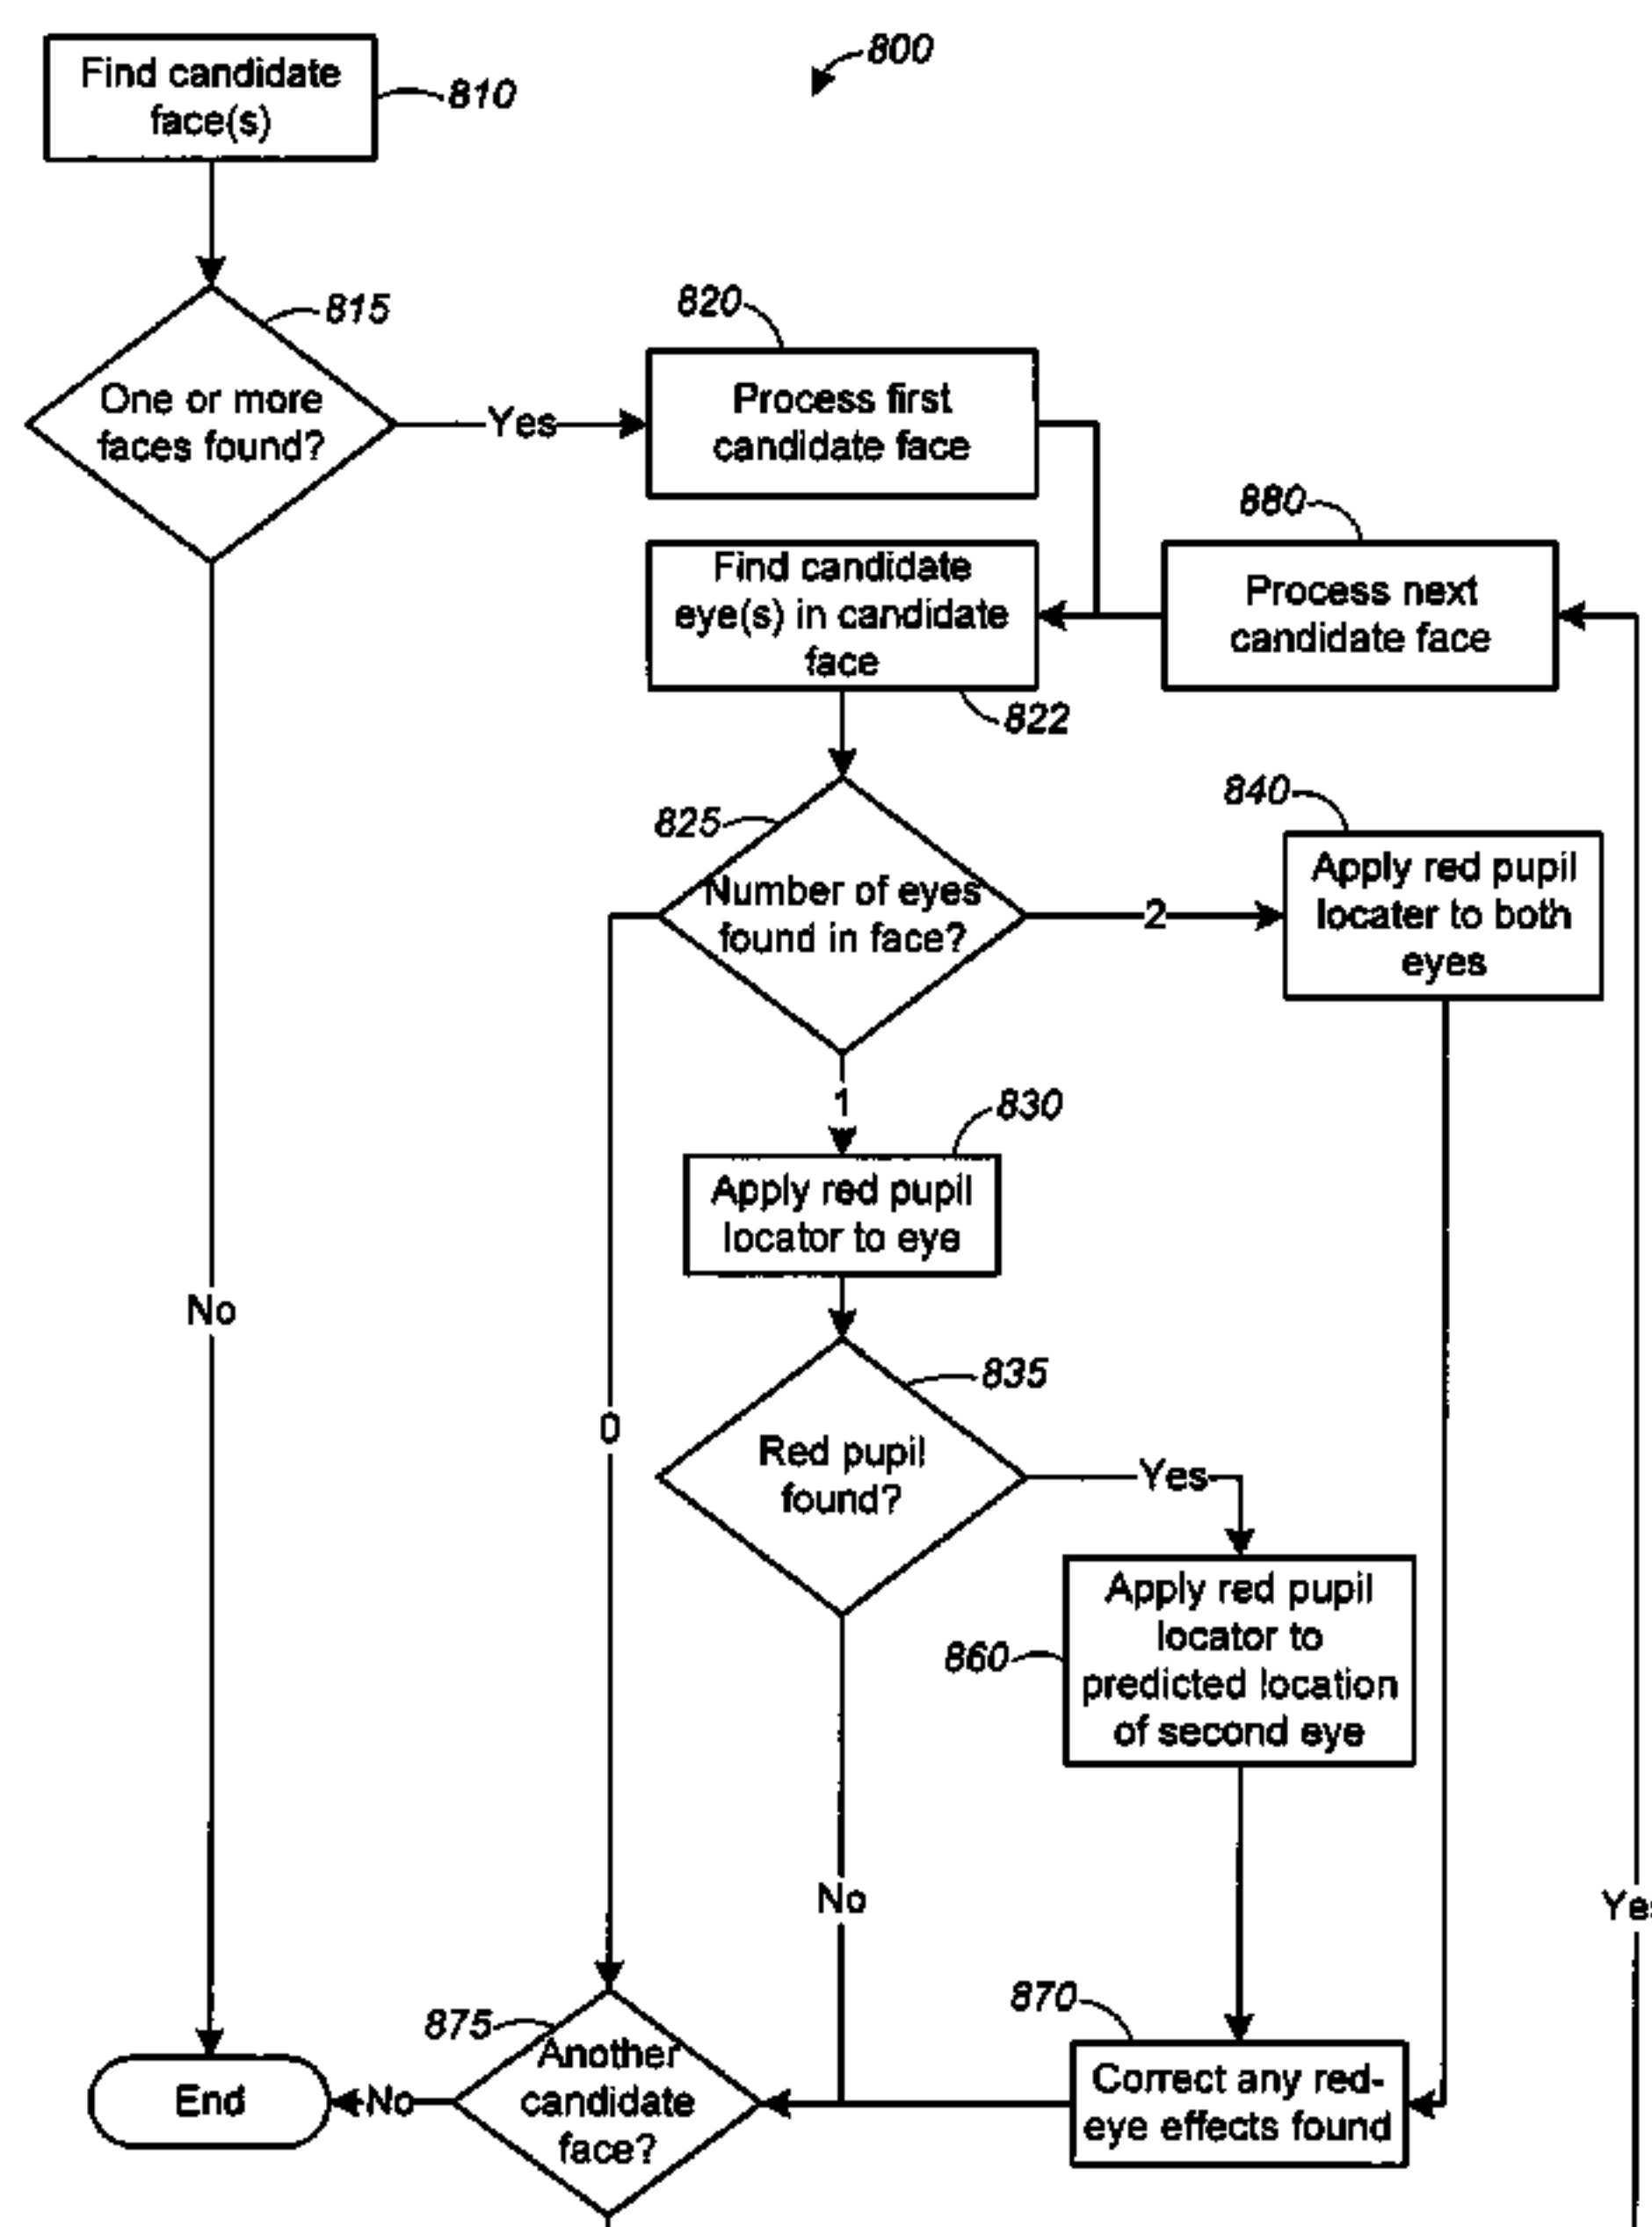 800
Find candidate
face(s)
810
815
One or more
faces found?
Yes
820
Process first
candidate face
880
Find candidate
eye(s) in candidate
face
Process next
candidate face
822
825
Number of eyes
found in face?
2
840
Apply red pupil
locater to both
eyes
1
830
Apply red pupil
locator to eye
No
835
0
Red pupil
found?
Yes
Apply red pupil
locator to
predicted location
of second eye
860
No
Yes
870
875
Another
candidate
face?
Correct any red-
eye effects found
No
End